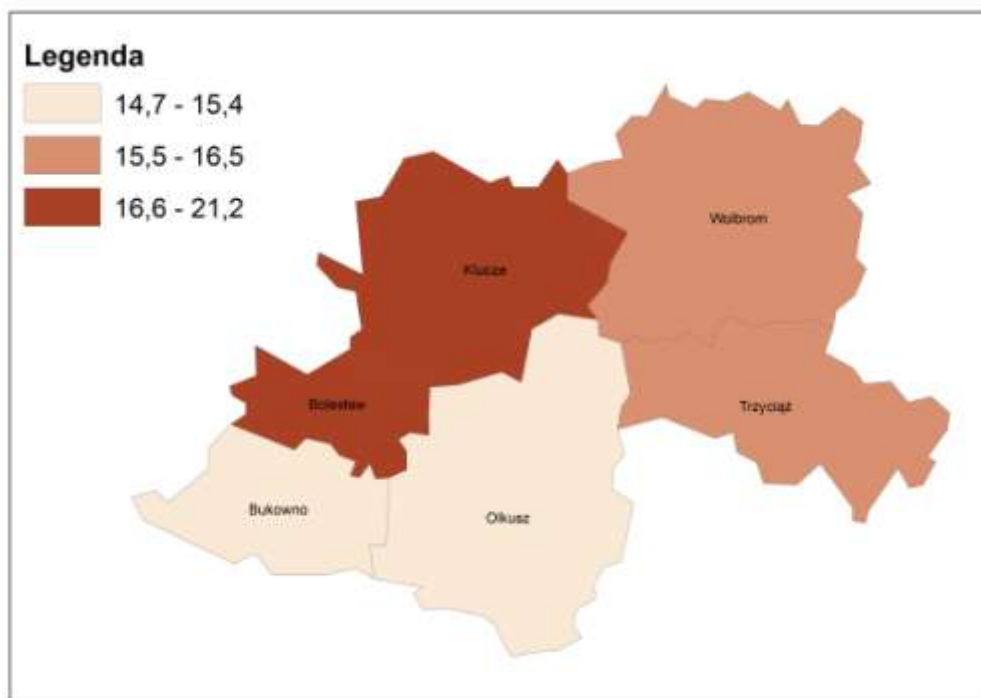 Legenda
14,7 - 15,4
15,5 - 16,5
16,6 - 21,2
Wolbrom
Klucze
Bolesław
Trzyciąż
Bukowno
Olkusz